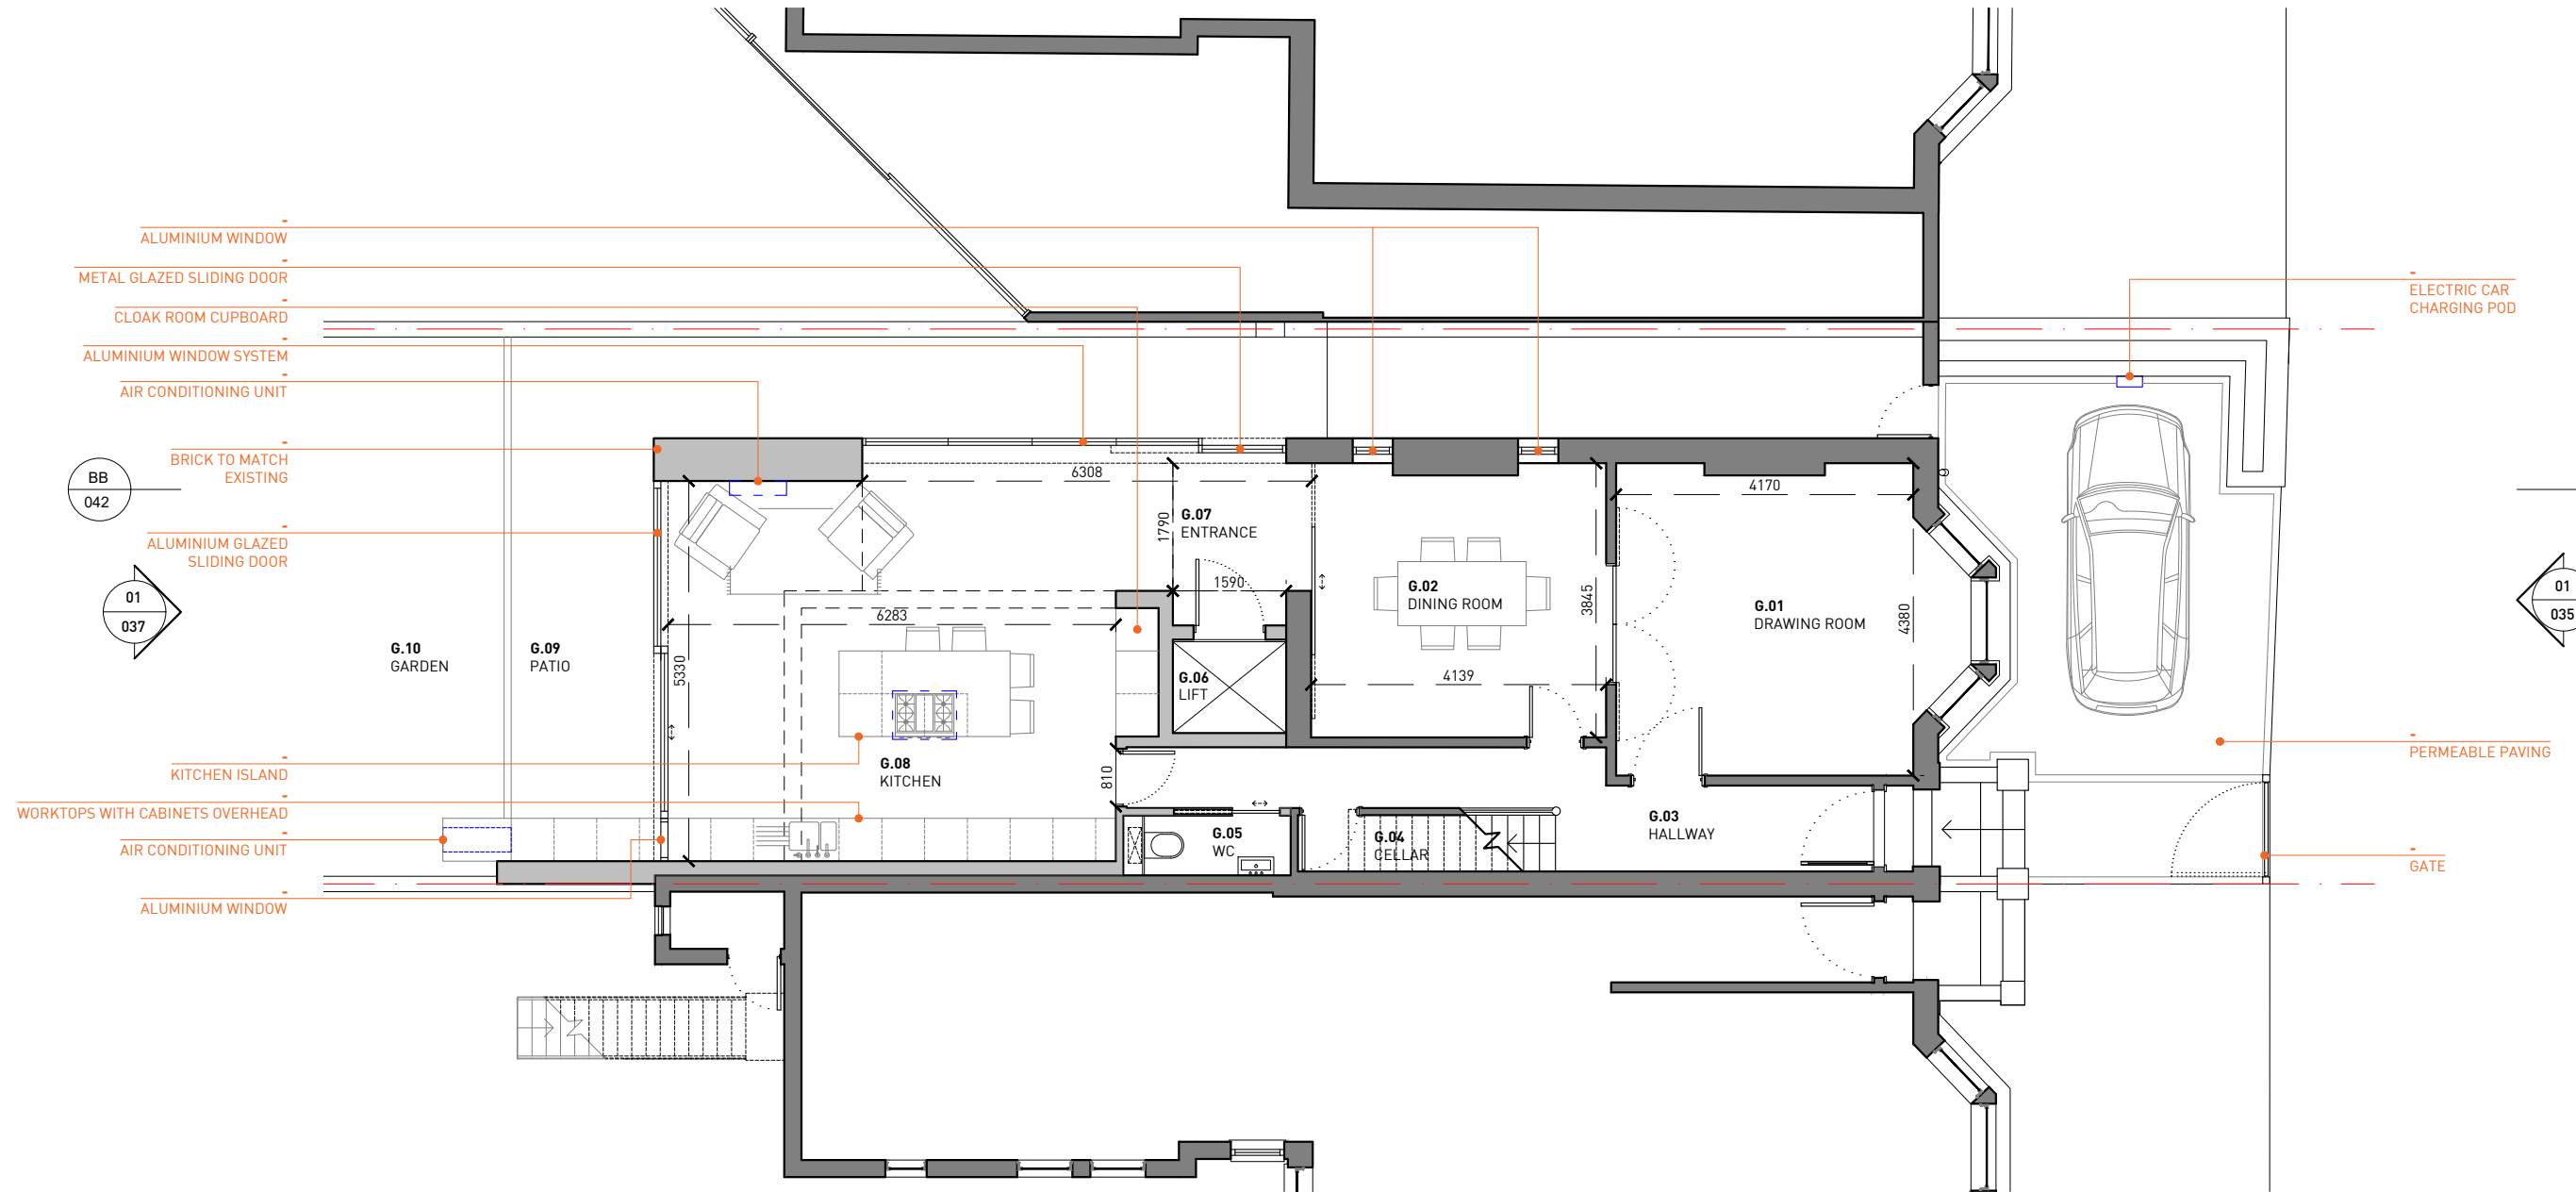 -
ALUMINIUM WINDOW
-
METAL GLAZED SLIDING DOOR
-
CLOAK ROOM CUPBOARD
-
ALUMINIUM WINDOW SYSTEM
-
AIR CONDITIONING UNIT
-
BRICK TO MATCH
EXISTING
BB
042
-
ALUMINIUM GLAZED
SLIDING DOOR
01
037
G.10
GARDEN
G.09
PATIO
-
KITCHEN ISLAND
-
WORKTOPS WITH CABINETS OVERHEAD
-
AIR CONDITIONING UNIT
-
ALUMINIUM WINDOW
6308
1790
G.07
ENTRANCE
1590
6283
5330
G.06
LIFT
G.08
KITCHEN
810
G.05
WC
G.02
DINING ROOM
3845
4139
4170
G.01
DRAWING ROOM
4380
G.04
CELLAR
G.03
HALLWAY
-
ELECTRIC CAR
CHARGING POD
01
035
-
PERMEABLE PAVING
-
GATE